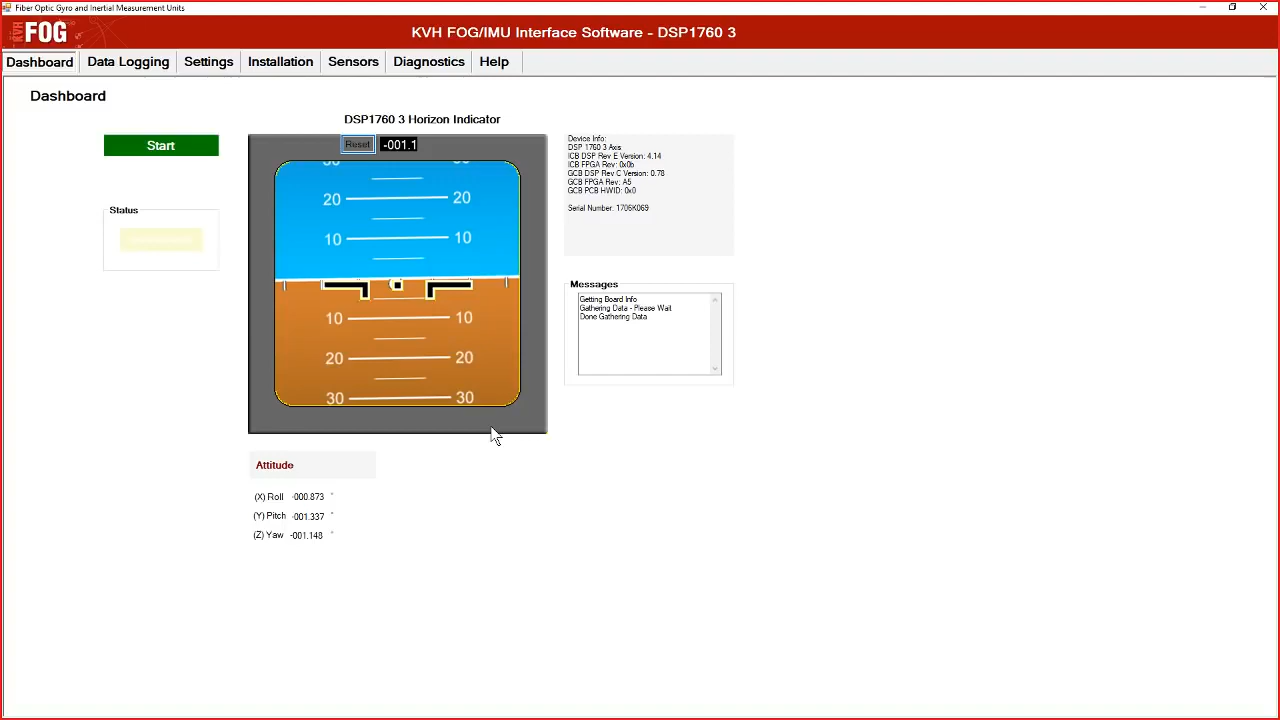 Fiber Optic Gyro and Inertial Measurement Units
KVH FOG
KVH FOG/IMU Interface Software - DSP1760 3
Dashboard Data Logging Settings Installation Sensors Diagnostics Help
Dashboard
DSP1760 3 Horizon Indicator
Start
Reset -001.1
20 20
10 10
10 10
20 20
30 30
Status
Device Info:
DSP 1760 3 Axis
ICB DSP Rev E Version: 4.14
ICB FPGA Rev: 0x0b
GCB DSP Rev C Version: 0.78
GCB FPGA Rev: A5
GCB PCB HWID: 0x0
Serial Number: 1706K069
Messages
Getting Board Info
Gathering Data - Please Wait
Done Gathering Data
Attitude
(X) Roll -000.873 °
(Y) Pitch -001.337 °
(Z) Yaw -001.148 °